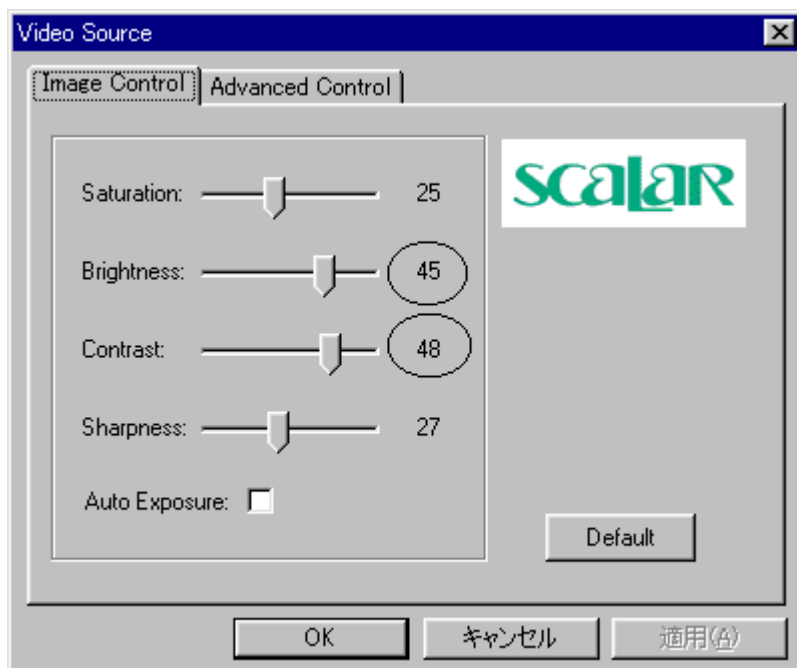 Video Source
Image Control Advanced Control
scalar
Saturation: 25
Brightness: 45
Contrast: 48
Sharpness: 27
Auto Exposure:
Default
OK キャンセル 適用(A)